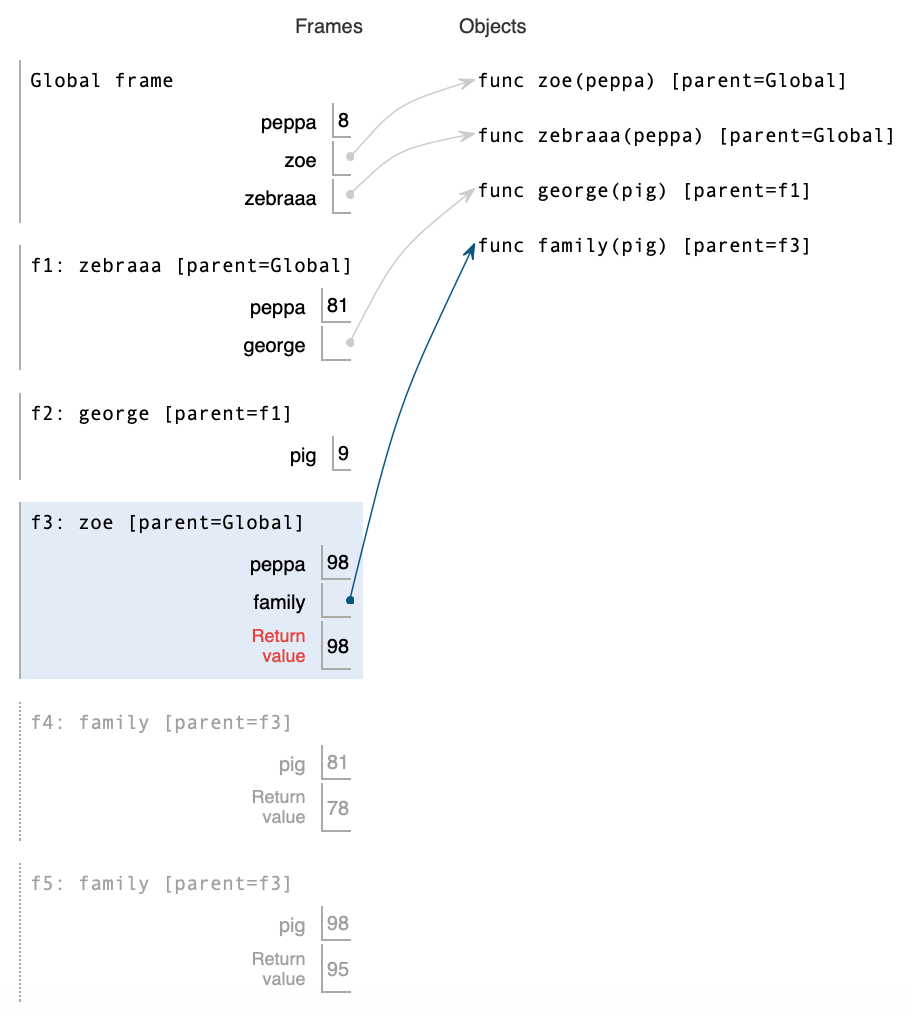 Frames Objects
Global frame
peppa 8
zoe
zebraaa
func zoe(peppa) [parent=Global]
func zebraaa(peppa) [parent=Global]
func george(pig) [parent=f1]
func family(pig) [parent=f3]
f1: zebraaa [parent=Global]
peppa 81
george
f2: george [parent=f1]
pig 9
f3: zoe [parent=Global]
peppa 98
family
Return
value 98
f4: family [parent=f3]
pig 81
Return
value 78
f5: family [parent=f3]
pig 98
Return
value 95